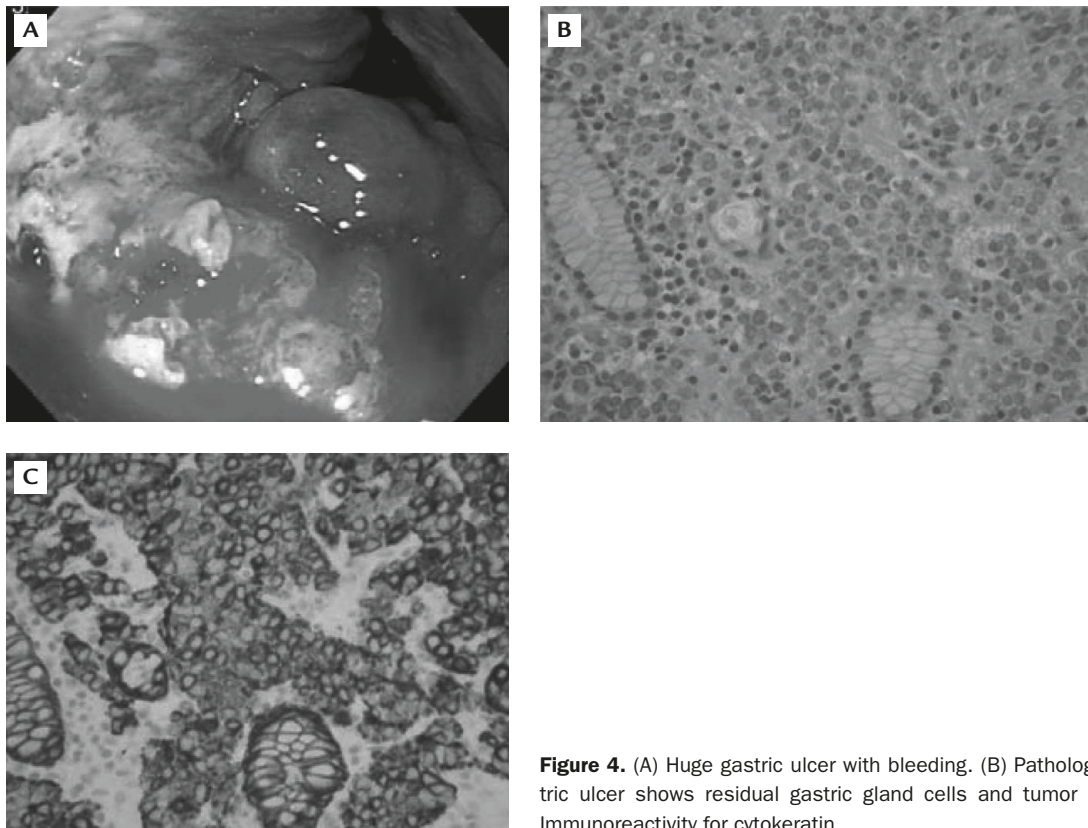 A
B
C
Figure 4. (A) Huge gastric ulcer with bleeding. (B)
tric ulcer shows residual gastric gland cells and tumor
Immunoreactivity for cytokeratin.